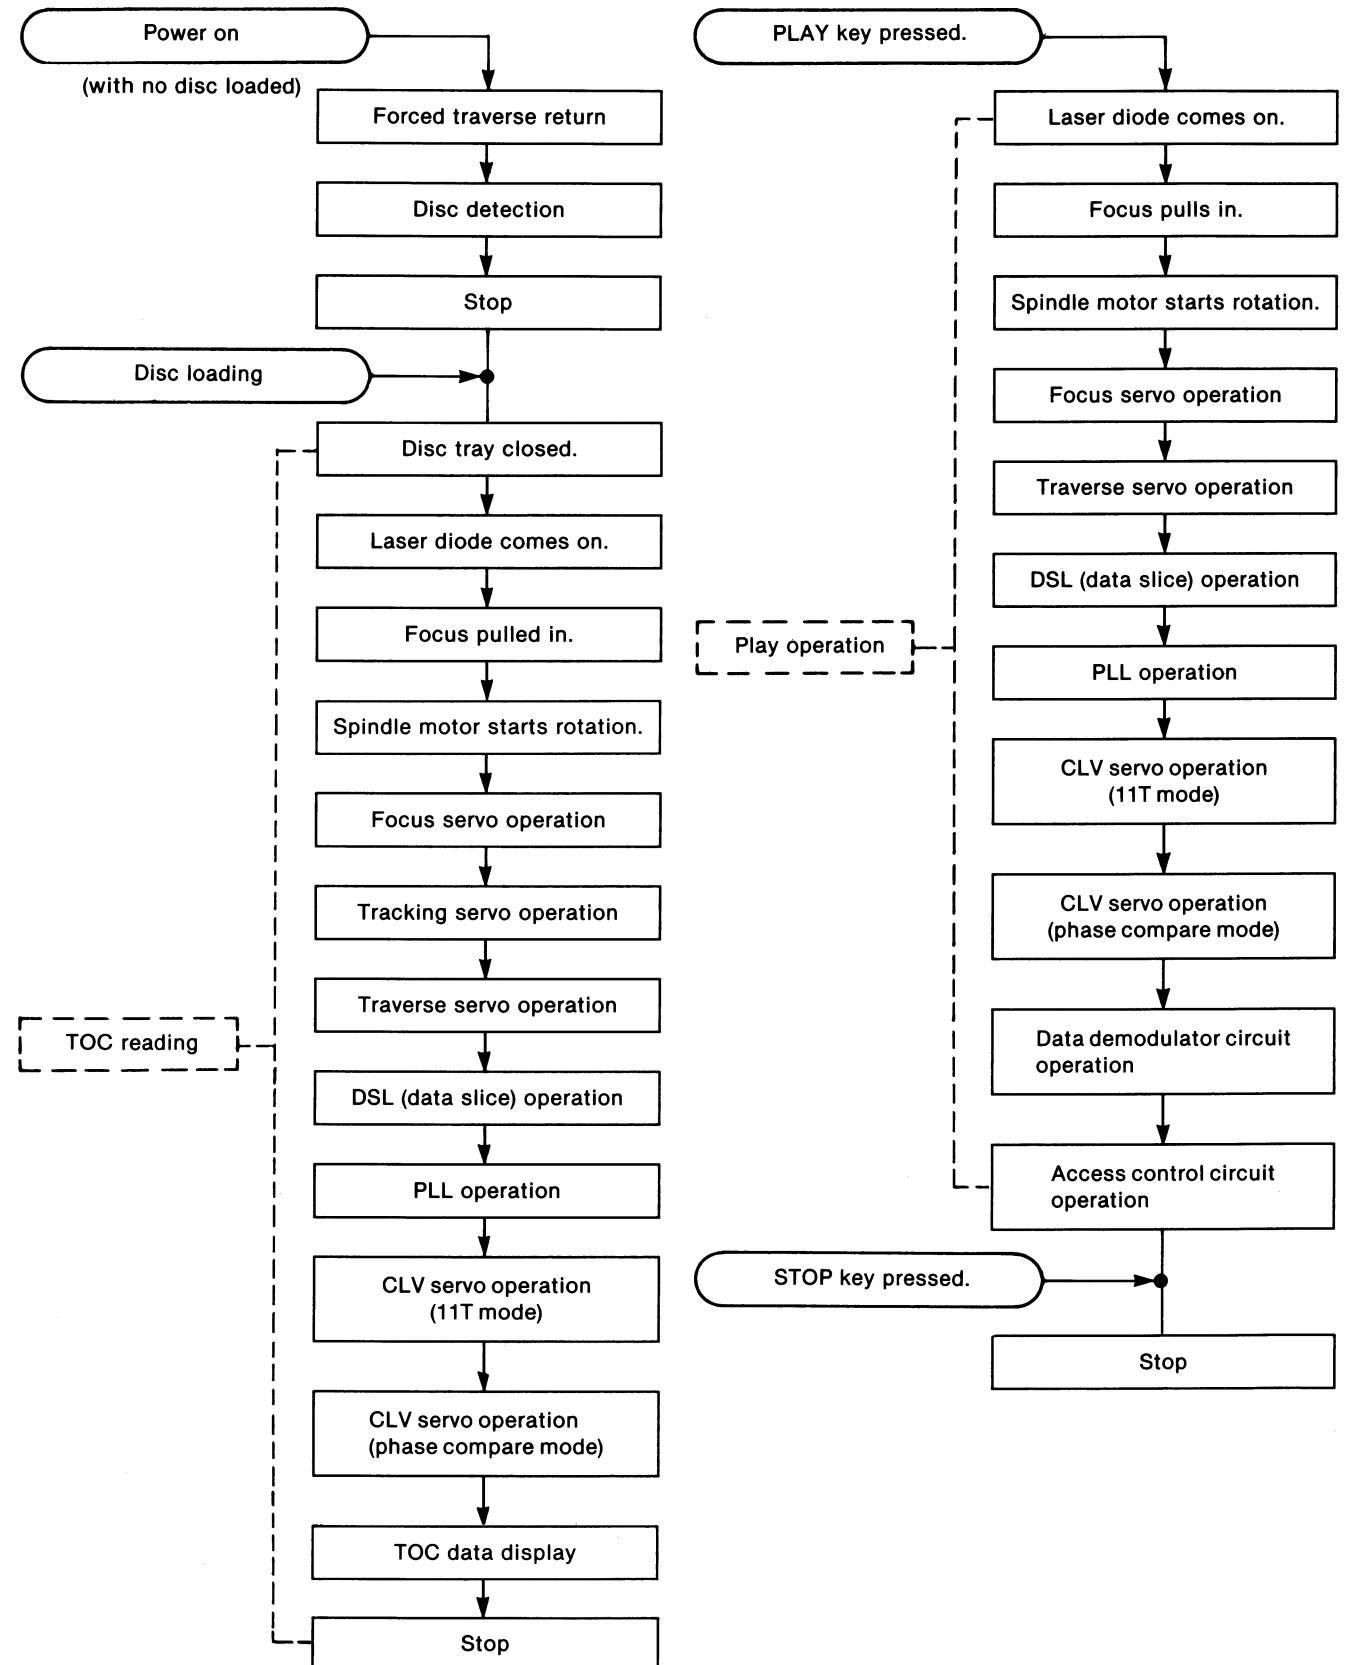 Power on
(with no disc loaded)
Forced traverse return
Disc detection
Stop
Disc loading
Disc tray closed.
Laser diode comes on.
Focus pulled in.
Spindle motor starts rotation.
Focus servo operation
Tracking servo operation
Traverse servo operation
TOC reading
DSL (data slice) operation
PLL operation
CLV servo operation
(11T mode)
CLV servo operation
(phase compare mode)
TOC data display
Stop
PLAY key pressed.
Laser diode comes on.
Focus pulls in.
Spindle motor starts rotation.
Focus servo operation
Traverse servo operation
DSL (data slice) operation
Play operation
PLL operation
CLV servo operation
(11T mode)
CLV servo operation
(phase compare mode)
Data demodulator circuit
operation
Access control circuit
operation
STOP key pressed.
Stop